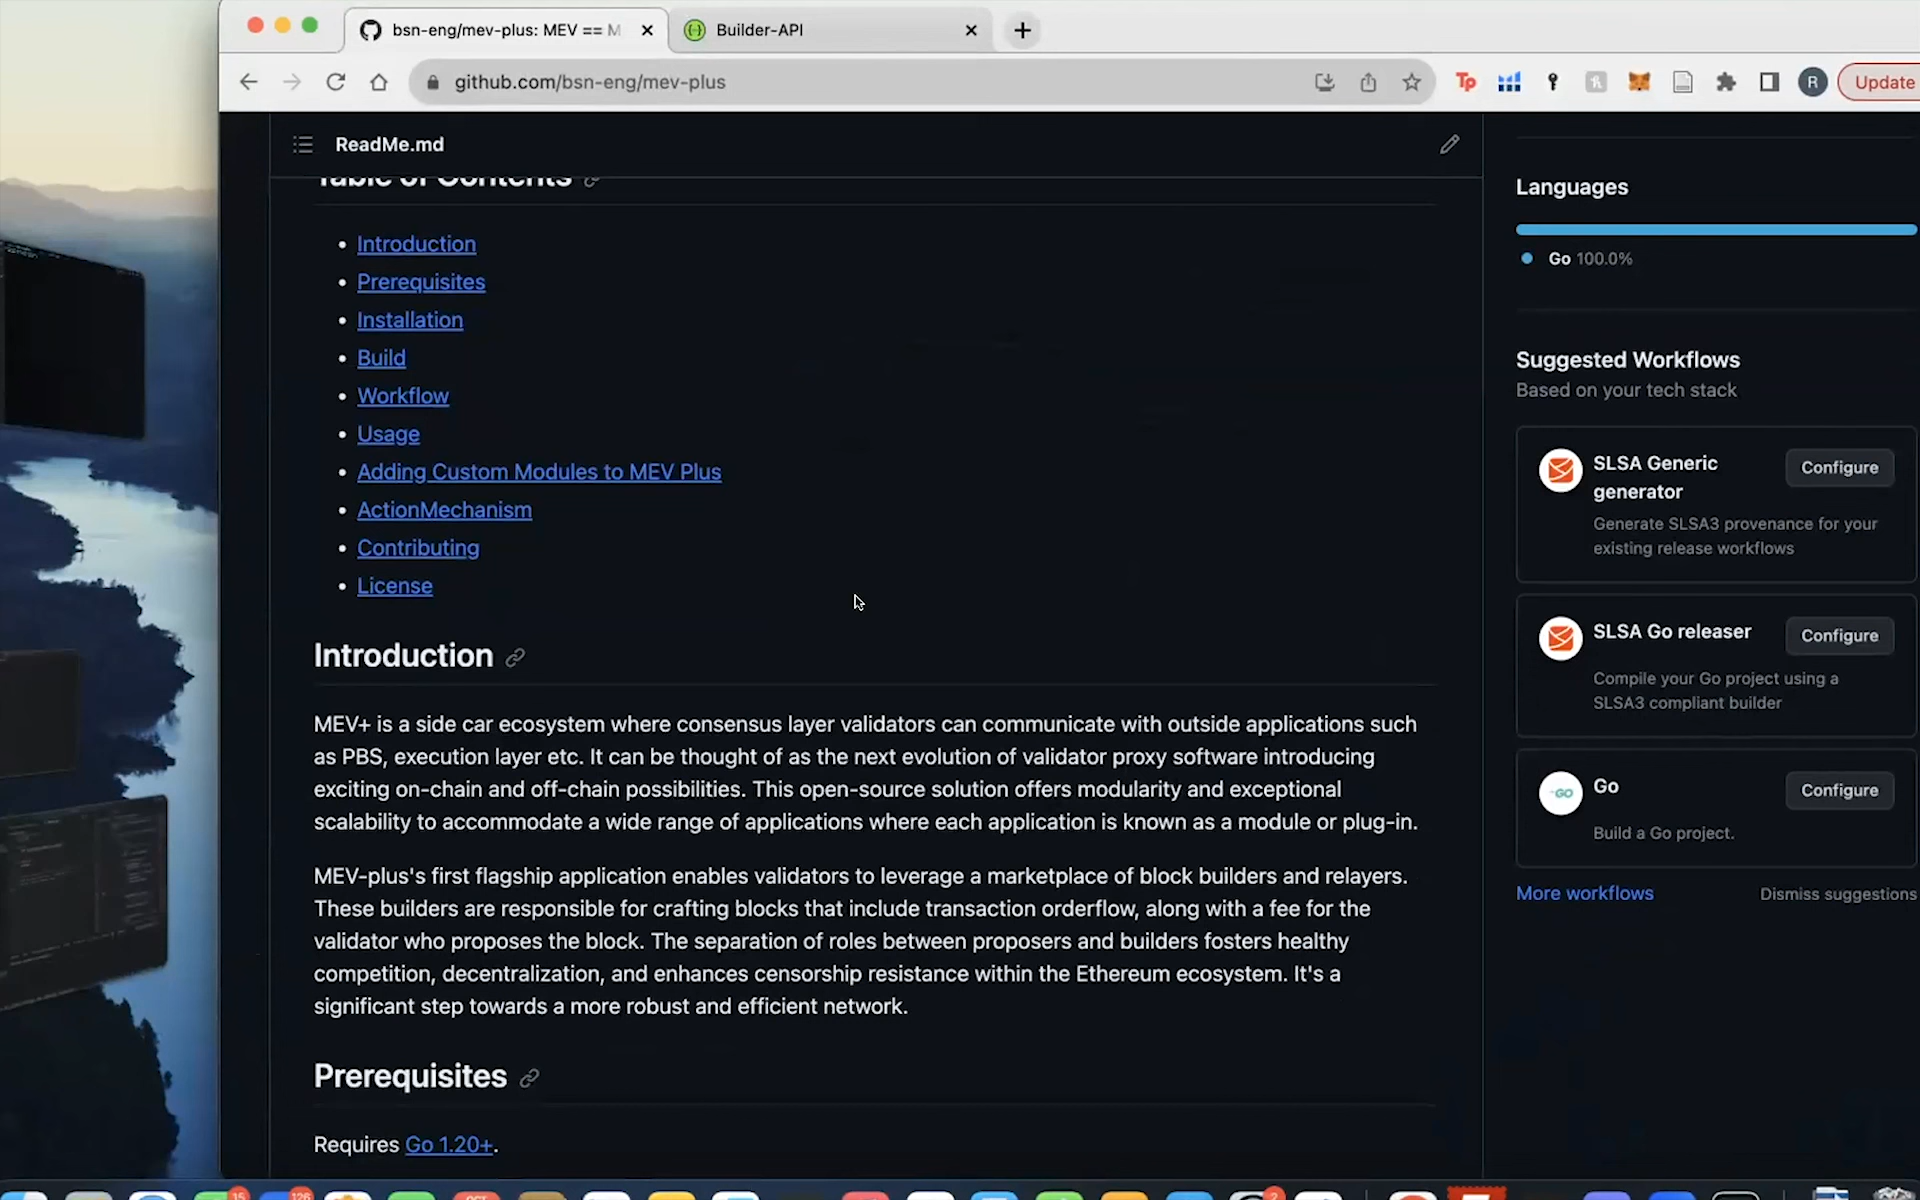 bsn-eng/mev-plus: MEV == M
Builder-API
github.com/bsn-eng/mev-plus
Tp
R
Update
ReadMe.md
Table of Contents
Introduction
Prerequisites
Installation
Build
Workflow
Usage
Adding Custom Modules to MEV Plus
ActionMechanism
Contributing
License
Introduction
MEV+ is a side car ecosystem where consensus layer validators can communicate with outside applications such
as PBS, execution layer etc. It can be thought of as the next evolution of validator proxy software introducing
exciting on-chain and off-chain possibilities. This open-source solution offers modularity and exceptional
scalability to accommodate a wide range of applications where each application is known as a module or plug-in.
MEV-plus's first flagship application enables validators to leverage a marketplace of block builders and relayers.
These builders are responsible for crafting blocks that include transaction orderflow, along with a fee for the
validator who proposes the block. The separation of roles between proposers and builders fosters healthy
competition, decentralization, and enhances censorship resistance within the Ethereum ecosystem. It's a
significant step towards a more robust and efficient network.
Prerequisites
Requires Go 1.20+.
Languages
Go 100.0%
Suggested Workflows
Based on your tech stack
SLSA Generic
generator
Configure
Generate SLSA3 provenance for your
existing release workflows
SLSA Go releaser
Configure
Compile your Go project using a
SLSA3 compliant builder
GO
Go
Configure
Build a Go project.
More workflows
Dismiss suggestions
15
126
OCT
2